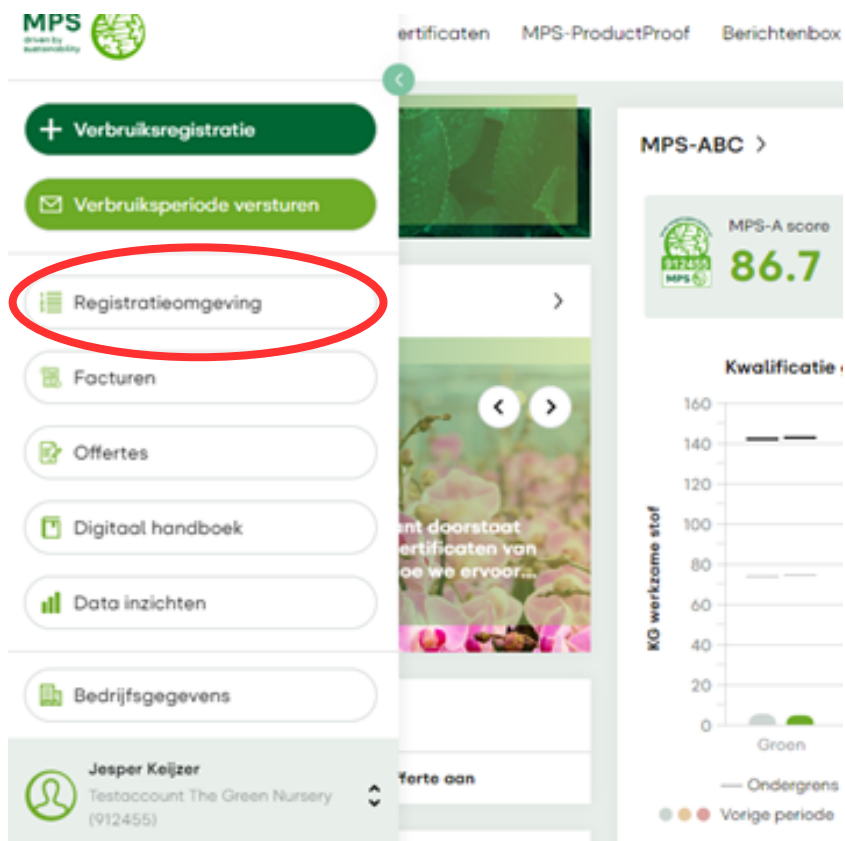 MPS
driven by
sustainability
ertificaten MPS-ProductProof Berichtenbox
Verbruiksregistratie
Verbruiksperiode versturen
Registratieomgeving
Facturen
Offertes
Digitaal handboek
Data inzichten
Bedrijfsgegevens
Jesper Keijzer
Testaccount The Green Nursery
(912455)
ant doorstaat
ertificaten van
oe we ervoor...
fferte aan
MPS-ABC
912455
MPS
MPS-A score
86.7
Kwalificatie
KG werkzame stof
160
140
120
100
80
60
40
20
0
Groen
Ondergrens
Vorige periode